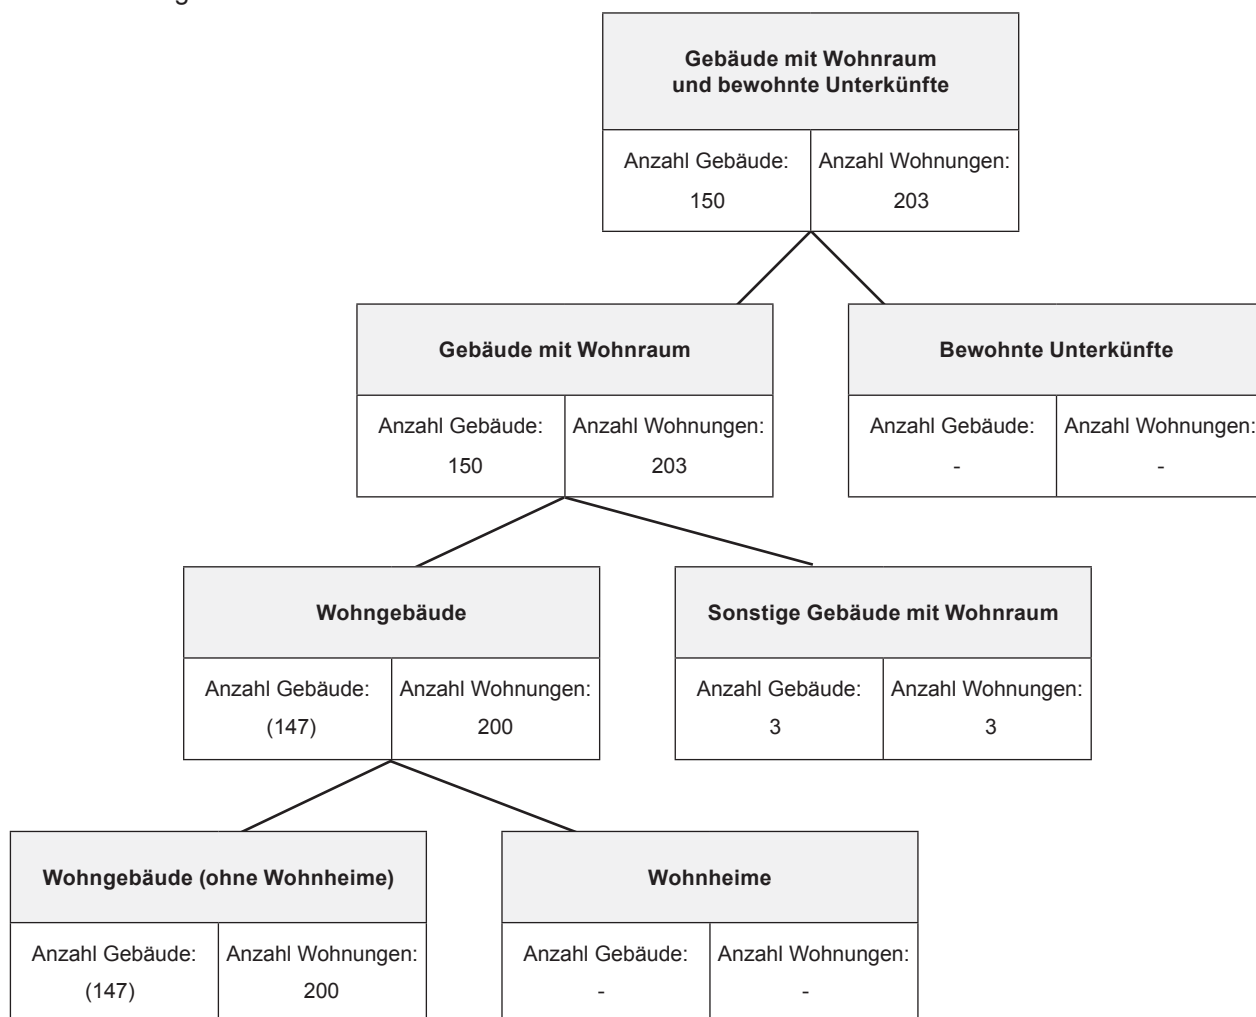 Gebäude mit Wohnraum
und bewohnte Unterkünfte
Anzahl Gebäude: Anzahl Wohnungen:
150 203
Gebäude mit Wohnraum
Bewohnte Unterkünfte
Anzahl Gebäude: Anzahl Wohnungen:
150 203
Anzahl Gebäude: Anzahl Wohnungen:
- -
Wohngebäude
Sonstige Gebäude mit Wohnraum
Anzahl Gebäude: Anzahl Wohnungen:
(147) 200
Anzahl Gebäude: Anzahl Wohnungen:
3 3
Wohngebäude (ohne Wohnheime)
Wohnheime
Anzahl Gebäude: Anzahl Wohnungen:
(147) 200
Anzahl Gebäude: Anzahl Wohnungen:
- -